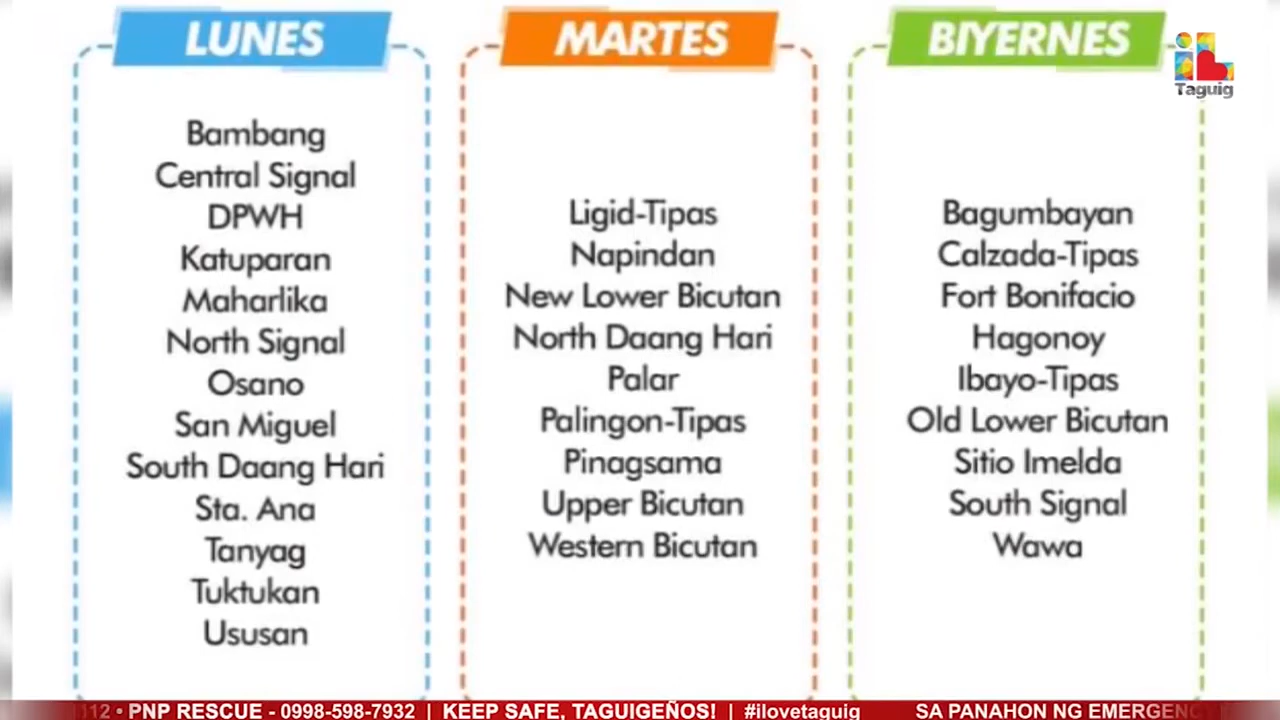 LUNES
Bambang
Central Signal
DPWH
Katuparan
Maharlika
North Signal
Osano
San Miguel
South Daang Hari
Sta. Ana
Tanyag
Tuktukan
Ususan
MARTES
Ligid-Tipas
Napindan
New Lower Bicutan
North Daang Hari
Palar
Palingon-Tipas
Pinagsama
Upper Bicutan
Western Bicutan
BIYERNES
Bagumbayan
Calzada-Tipas
Fort Bonifacio
Hagonoy
Ibayo-Tipas
Old Lower Bicutan
Sitio Imelda
South Signal
Wawa
iL
Taguig
112 • PNP RESCUE - 0998-598-7932 | KEEP SAFE, TAGUIGEÑOS! | #ilovetaguig SA PANAHON NG EMERGENCY